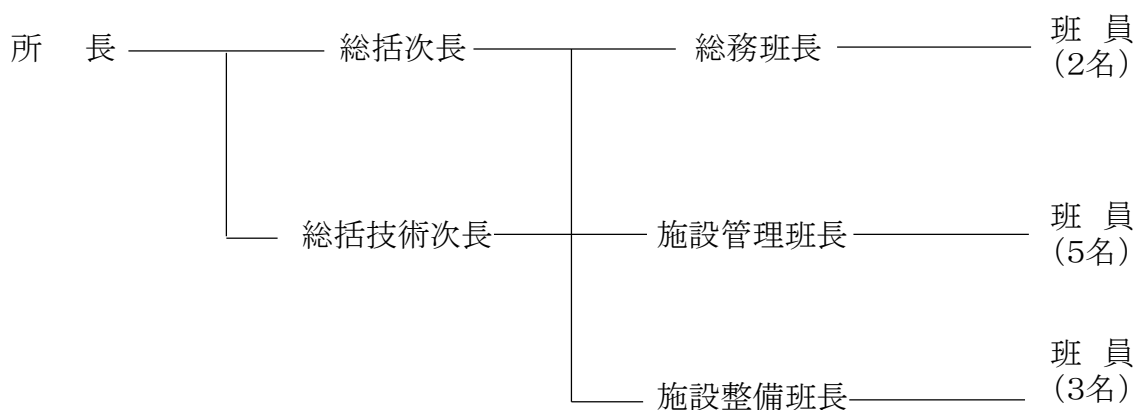 所　長
総括次長
総務班長
班 員
（2名）
総括技術次長
施設管理班長
班 員
（5名）
施設整備班長
班 員
（3名）